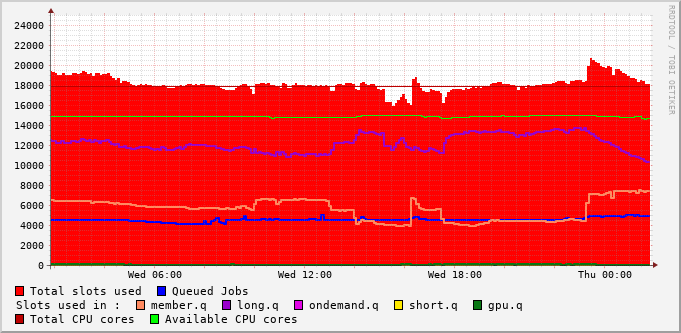 24000
22000
20000
18000
16000
14000
12000
10000
8000
6000
4000
2000
0
Wed 06:00 Wed 12:00 Wed 18:00 Thu 00:00
Total slots used Queued Jobs
Slots used in : member.q long.q ondemand.q short.q gpu.q
Total CPU cores Available CPU cores
RRDTOOL / TOBI OETIKER